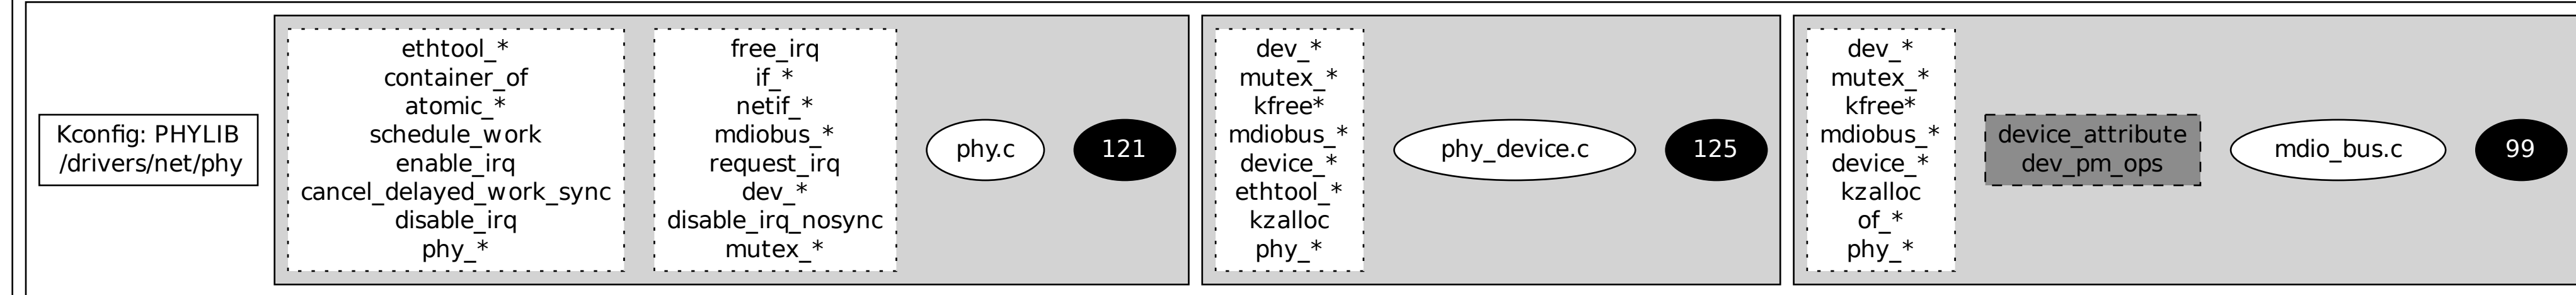 Kconfig: PHYLIB
/drivers/net/phy
ethtool_*
container_of
atomic_*
schedule_work
enable_irq
cancel_delayed_work_sync
disable_irq
phy_*
free_irq
if_*
netif_*
mdiobus_*
request_irq
dev_*
disable_irq_nosync
mutex_*
phy.c
121
dev_*
mutex_*
kfree*
mdiobus_*
device_*
ethtool_*
kzalloc
phy_*
phy_device.c
125
dev_*
mutex_*
kfree*
mdiobus_*
device_*
kzalloc
of_*
phy_*
device_attribute
dev_pm_ops
mdio_bus.c
99